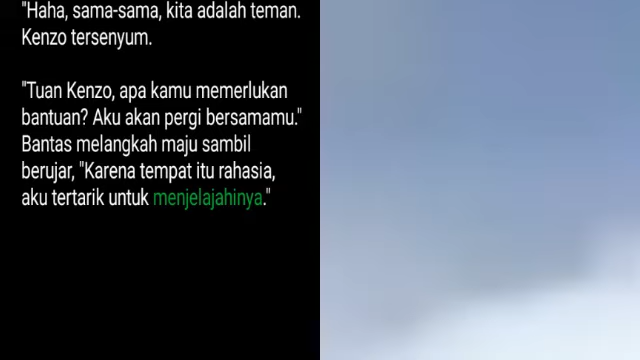 "Haha, sama-sama, kita adalah teman.
Kenzo tersenyum.
"Tuan Kenzo, apa kamu memerlukan
bantuan? Aku akan pergi bersamamu."
Bantas melangkah maju sambil
berujar, "Karena tempat itu rahasia,
aku tertarik untuk menjelajahinya."